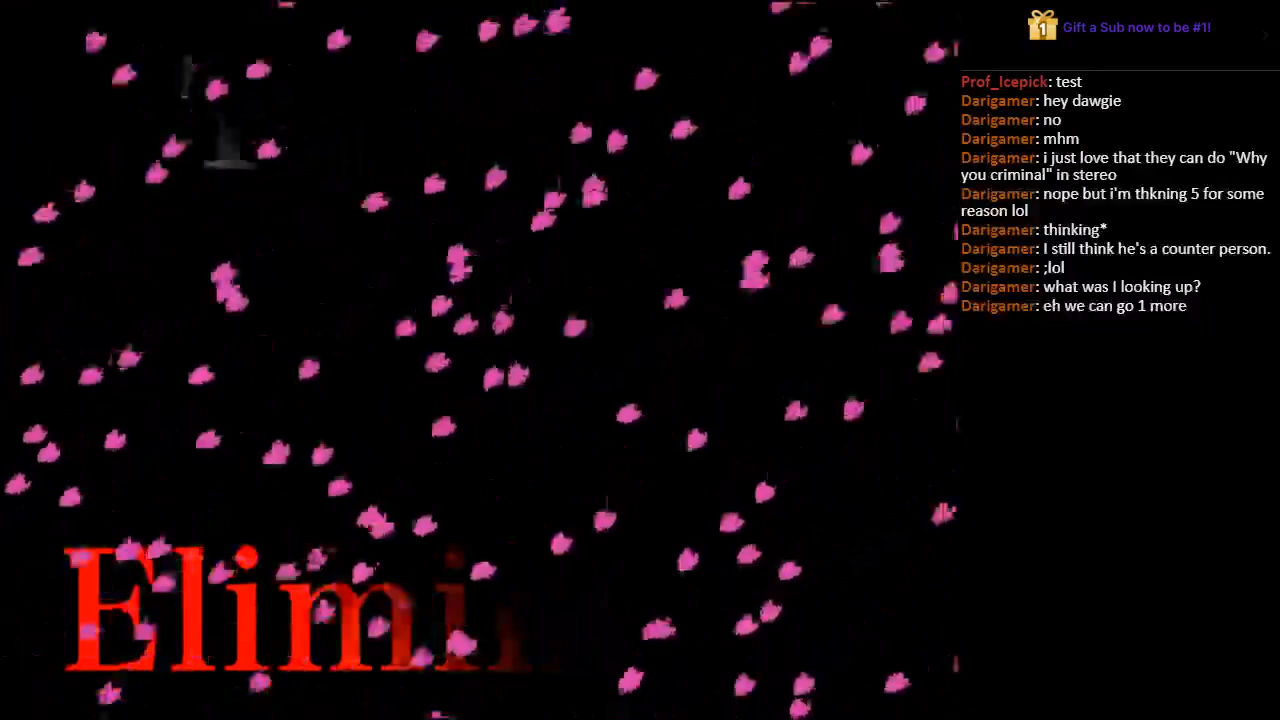 Gift a Sub now to be #1!
Prof_Icepick: test
Darigamer: hey dawgie
Darigamer: no
Darigamer: mhm
Darigamer: i just love that they can do "Why
you criminal" in stereo
Darigamer: nope but i'm thkning 5 for some
reason lol
Darigamer: thinking*
Darigamer: I still think he's a counter person.
Darigamer: ;lol
Darigamer: what was I looking up?
Darigamer: eh we can go 1 more
Elimi